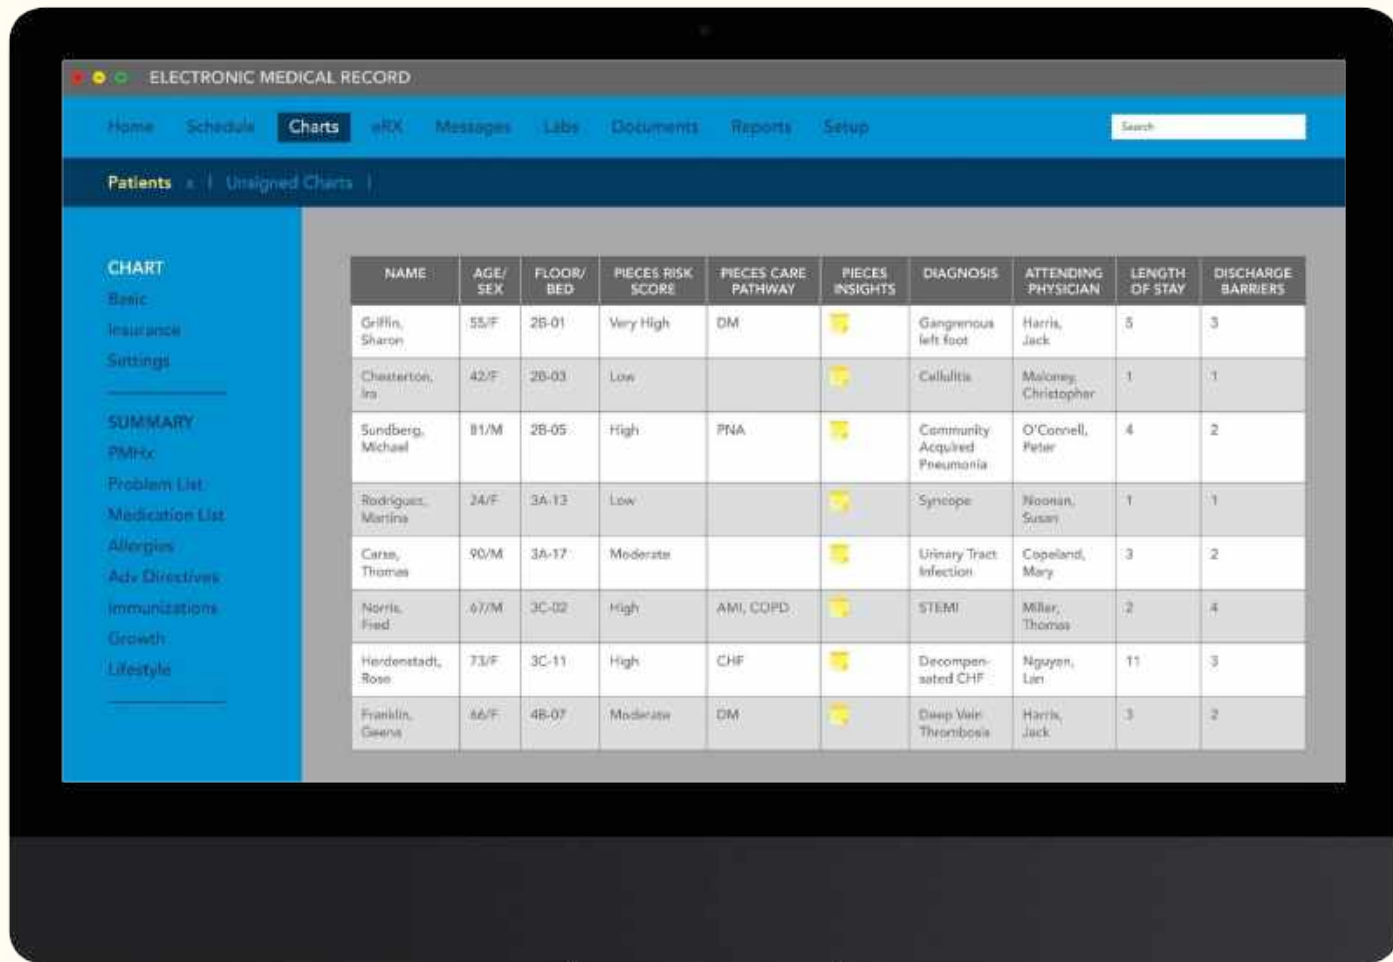 ELECTRONIC MEDICAL RECORD
Home Schedule Charts eRX Messages Labs Documents Reports Setup Search
Patients x | Unsigned Charts |
CHART
Basic
Insurance
Settings
SUMMARY
PMHx
Problem List
Medication List
Allergies
Adv Directives
Immunizations
Growth
Lifestyle
NAME AGE/ FLOOR/ PIECES RISK PIECES CARE PIECES DIAGNOSIS ATTENDING LENGTH DISCHARGE
SEX BED SCORE PATHWAY INSIGHTS PHYSICIAN OF STAY BARRIERS
Griffin, 55/F 2B-01 Very High DM Gangrenous Harris, 5 3
Sharon left foot Jack
Chesterton, 42/F 2B-03 Low Cellulitis Maloney, 1 1
Ira Christopher
Sundberg, 81/M 2B-05 High PNA Community O'Connell, 4 2
Michael Acquired Peter
Pneumonia
Rodriguez, 24/F 3A-13 Low Syncope Noonan, 1 1
Martina Susan
Carse, 90/M 3A-17 Moderate Urinary Tract Copeland, 3 2
Thomas Infection Mary
Norris, 67/M 3C-02 High AMI, COPD STEMI Miller, 2 4
Fred Thomas
Herdenstadt, 73/F 3C-11 High CHF Decompen- Nguyen, 11 3
Rose sated CHF Lan
Franklin, 66/F 4B-07 Moderate DM Deep Vein Harris, 3 2
Geena Thrombosis Jack